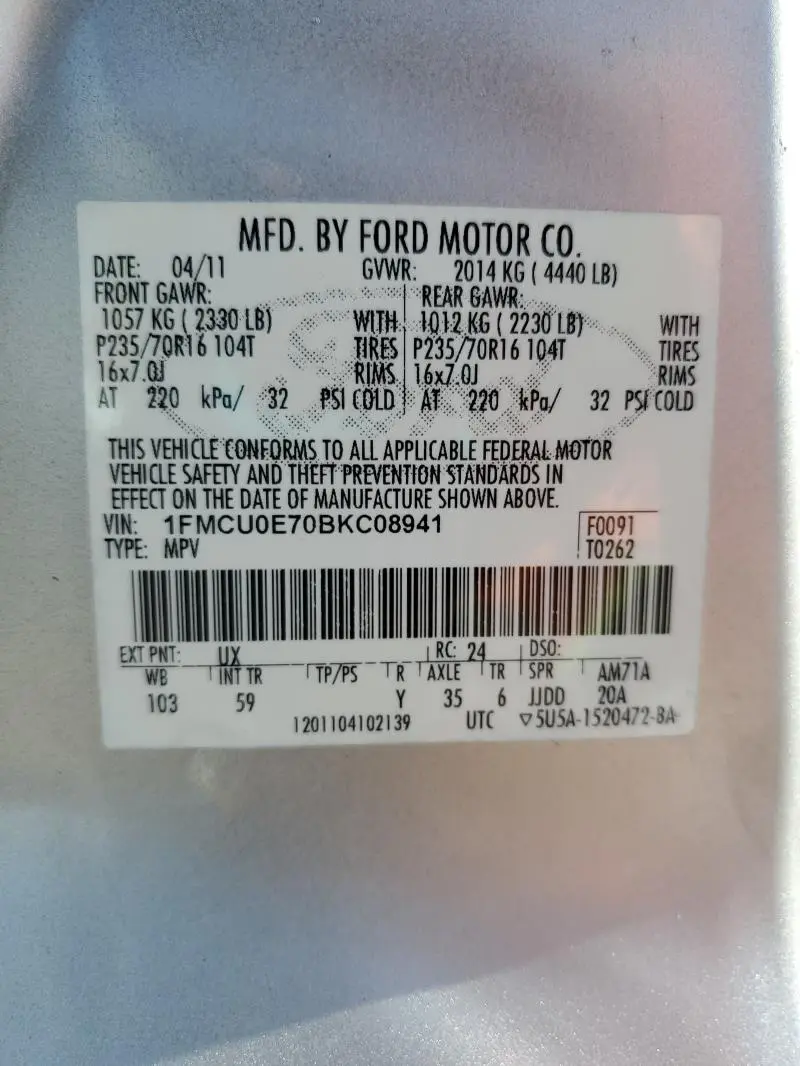 MFD. BY FORD MOTOR CO.
DATE: 04/11 GVWR: 2014 KG ( 4440 LB)
FRONT GAWR: REAR GAWR:
1057 KG ( 2330 LB) WITH 1012 KG ( 2230 LB) WITH
P235/70R16 104T TIRES P235/70R16 104T TIRES
16x7.0J RIMS 16x7.0J RIMS
AT 220 kPa/ 32 PSI COLD AT 220 kPa/ 32 PSI COLD
THIS VEHICLE CONFORMS TO ALL APPLICABLE FEDERAL MOTOR
VEHICLE SAFETY AND THEFT PREVENTION STANDARDS IN
EFFECT ON THE DATE OF MANUFACTURE SHOWN ABOVE.
VIN: 1FMCU0E70BKC08941 F0091
TYPE: MPV T0262
EXT PNT: UX RC: 24 DSO:
WB INT TR TP/PS R AXLE TR SPR AM71A
103 59 Y 35 6 JJDD 20A
1201104102139 UTC ▽5U5A-1520472-BA